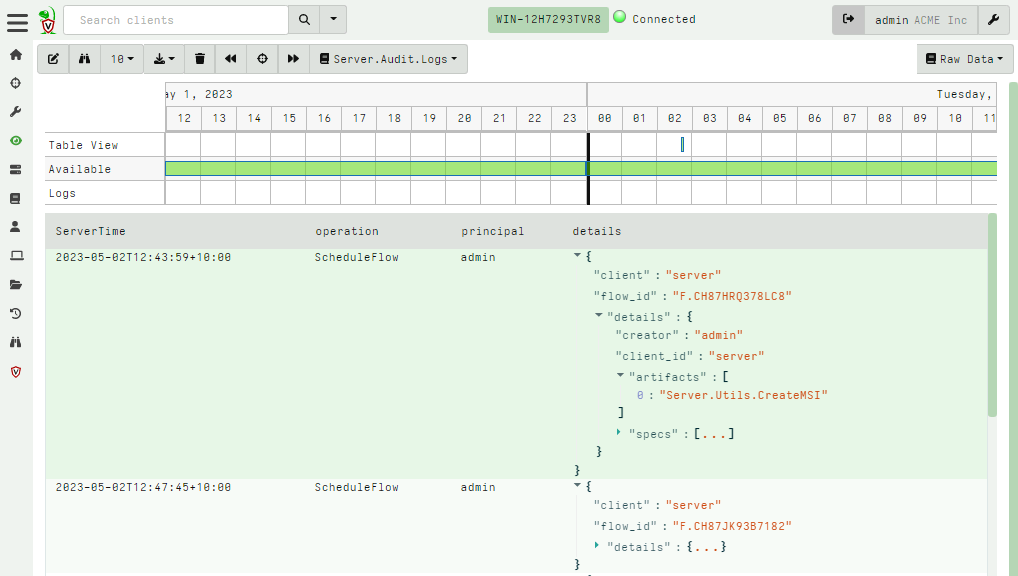 Search clients
WIN-12H7293TVR8 Connected
admin ACME Inc
10
Server.Audit.Logs
Raw Data
ay 1, 2023 Tuesday,
12 13 14 15 16 17 18 19 20 21 22 23 00 01 02 03 04 05 06 07 08 09 10 11
Table View
Available
Logs
ServerTime operation principal details
2023-05-02T12:43:59+10:00 ScheduleFlow admin {
"client" : "server"
"flow_id" : "F.CH87HRQ378LC8"
"details" : {
"creator" : "admin"
"client_id" : "server"
"artifacts" : [
0 : "Server.Utils.CreateMSI"
]
"specs" : [...]
}
}
2023-05-02T12:47:45+10:00 ScheduleFlow admin {
"client" : "server"
"flow_id" : "F.CH87JK93B7182"
"details" : {...}
}